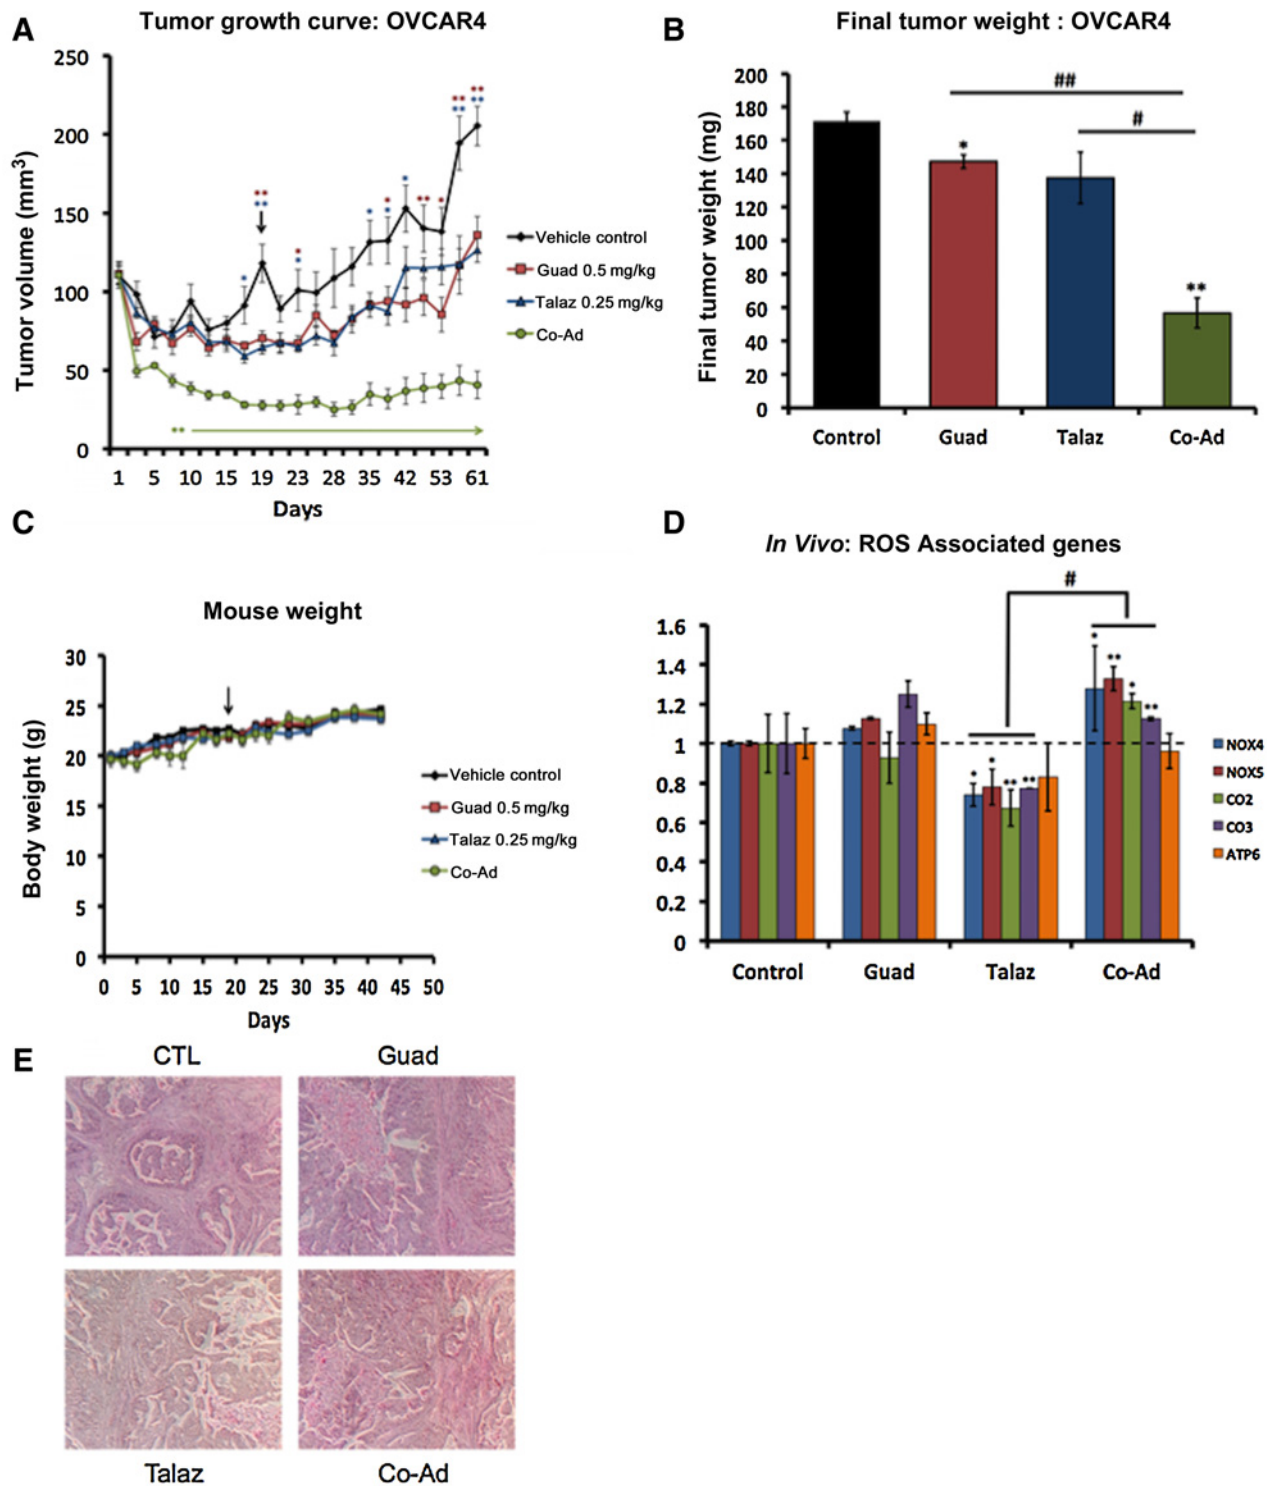 A
Tumor growth curve: OVCAR4
Tumor volume (mm³)
250
200
150
100
50
0
** **
** **
**
**
*
*
*
*
*
*
*
**
*
**
1 5 10 15 19 23 28 35 42 53 61
Days
Vehicle control
Guad 0.5 mg/kg
Talaz 0.25 mg/kg
Co-Ad
B
Final tumor weight : OVCAR4
Final tumor weight (mg)
200
180
160
140
120
100
80
60
40
20
0
##
#
*
**
Control Guad Talaz Co-Ad
C
Mouse weight
Body weight (g)
30
25
20
15
10
5
0
0 5 10 15 20 25 30 35 40 45 50
Days
Vehicle control
Guad 0.5 mg/kg
Talaz 0.25 mg/kg
Co-Ad
D
In Vivo: ROS Associated genes
#
1.6
1.4
1.2
1
0.8
0.6
0.4
0.2
0
* * ** **
* ** * **
Control Guad Talaz Co-Ad
NOX4
NOX5
CO2
CO3
ATP6
E
CTL Guad
Talaz Co-Ad